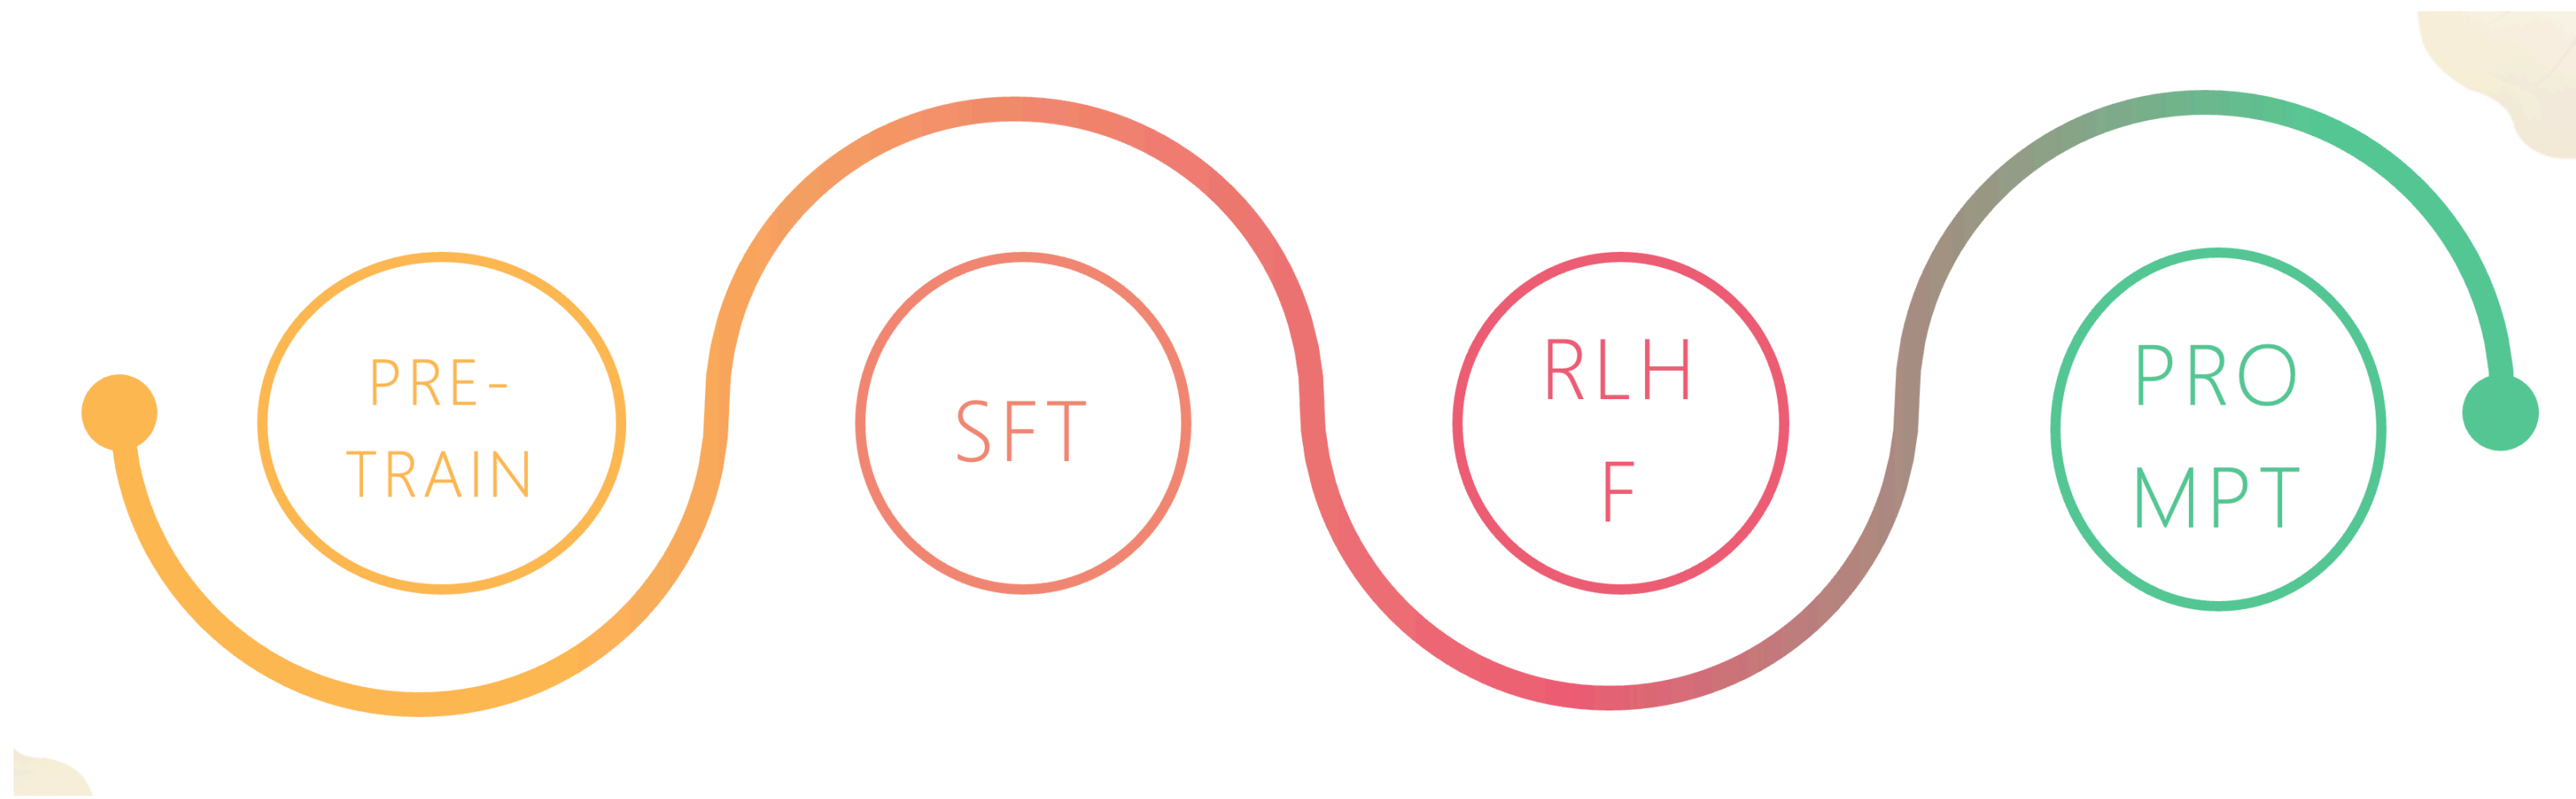 PRE-
TRAIN
SFT
RLH
F
PRO
MPT